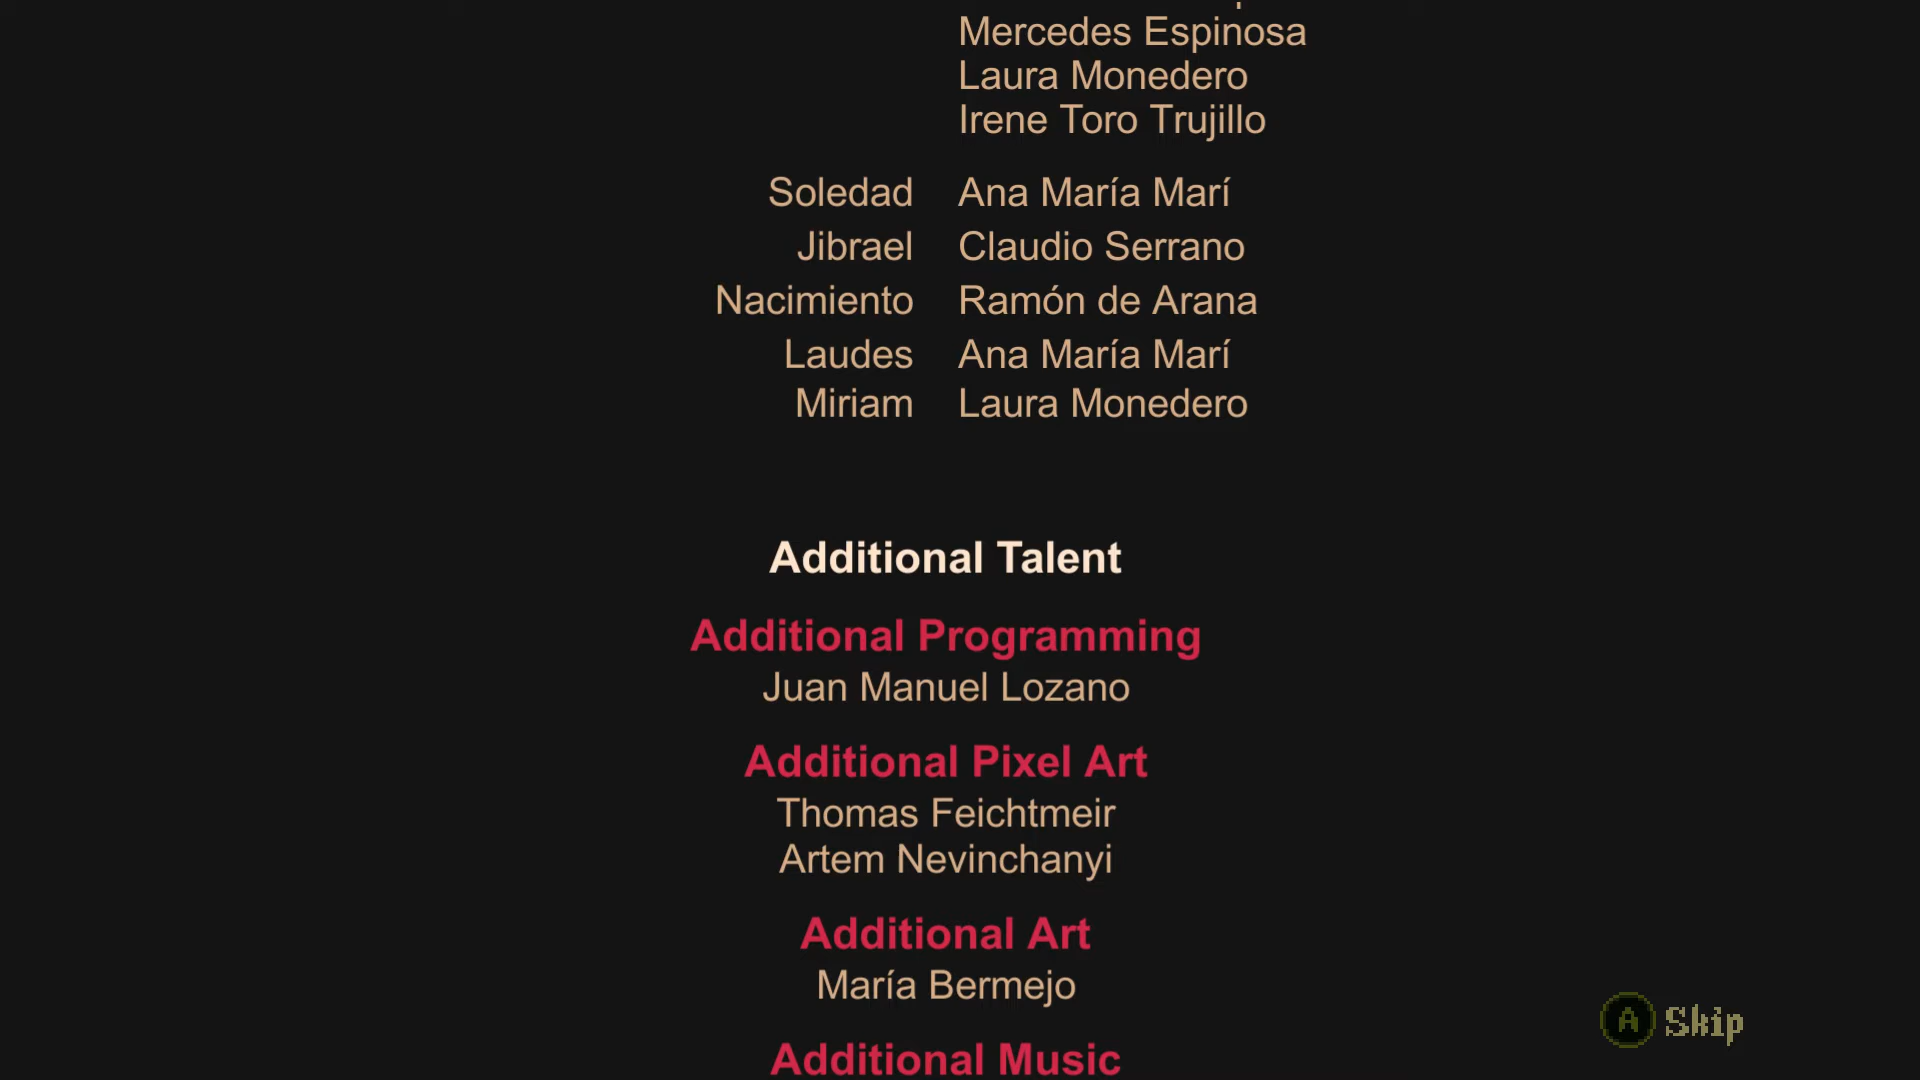 Mercedes Espinosa
Laura Monedero
Irene Toro Trujillo
Soledad Ana María Marí
Jibrael Claudio Serrano
Nacimiento Ramón de Arana
Laudes Ana María Marí
Miriam Laura Monedero
Additional Talent
Additional Programming
Juan Manuel Lozano
Additional Pixel Art
Thomas Feichtmeir
Artem Nevinchanyi
Additional Art
María Bermejo
Additional Music
A Skip